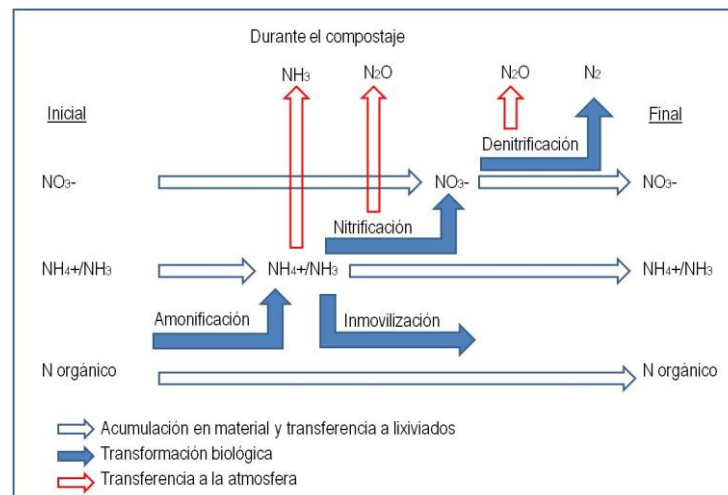 Durante el compostaje
NH₃ N₂O N₂O N₂
Inicial Final
Denitrificación
NO₃- NO₃- NO₃-
Nitrificación
NH₄+/NH₃ NH₄+/NH₃ NH₄+/NH₃
Amonificación Inmovilización
N orgánico N orgánico
Acumulación en material y transferencia a lixiviados
Transformación biológica
Transferencia a la atmosfera